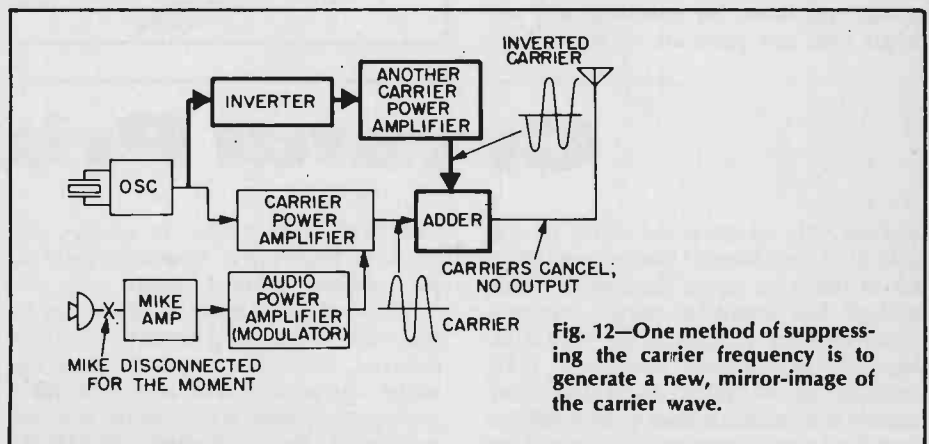 INVERTED
CARRIER
ANOTHER
CARRIER
POWER
AMPLIFIER
INVERTER
OSC
CARRIER
POWER
AMPLIFIER
ADDER
CARRIERS CANCEL;
NO OUTPUT
MIKE
AMP
AUDIO
POWER
AMPLIFIER
(MODULATOR)
CARRIER
MIKE DISCONNECTED
FOR THE MOMENT
Fig. 12—One method of suppress-
ing the carrier frequency is to
generate a new, mirror-image of
the carrier wave.